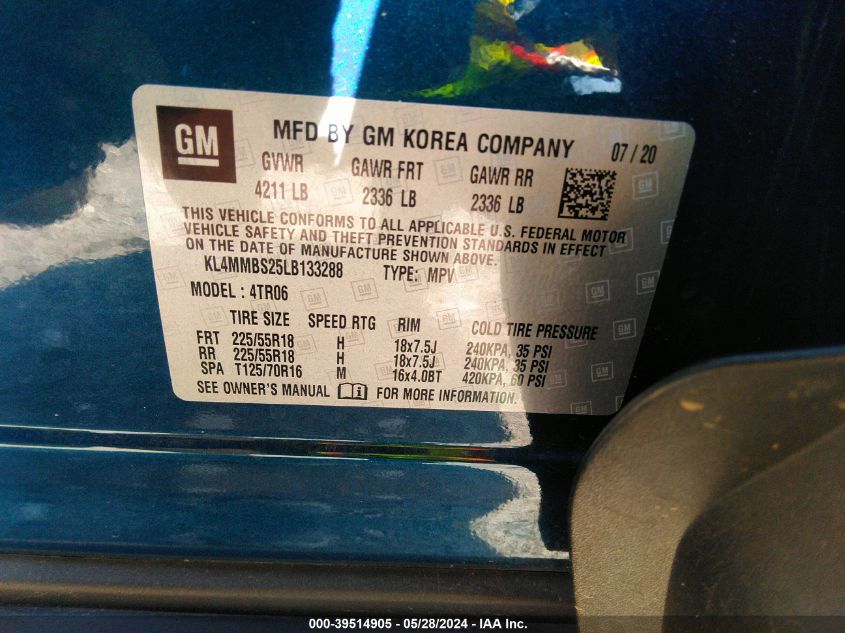 GM MFD BY GM KOREA COMPANY 07 / 20
GVWR GAWR FRT GAWR RR
4211 LB 2336 LB 2336 LB
THIS VEHICLE CONFORMS TO ALL APPLICABLE U.S. FEDERAL MOTOR
VEHICLE SAFETY AND THEFT PREVENTION STANDARDS IN EFFECT
ON THE DATE OF MANUFACTURE SHOWN ABOVE.
KL4MMBS25LB133288 TYPE: MPV
MODEL : 4TR06
TIRE SIZE SPEED RTG RIM COLD TIRE PRESSURE
FRT 225/55R18 H 18x7.5J 240KPA, 35 PSI
RR 225/55R18 H 18x7.5J 240KPA, 35 PSI
SPA T125/70R16 M 16x4.0BT 420KPA, 60 PSI
SEE OWNER'S MANUAL FOR MORE INFORMATION.
000-39514905 - 05/28/2024 - IAA Inc.